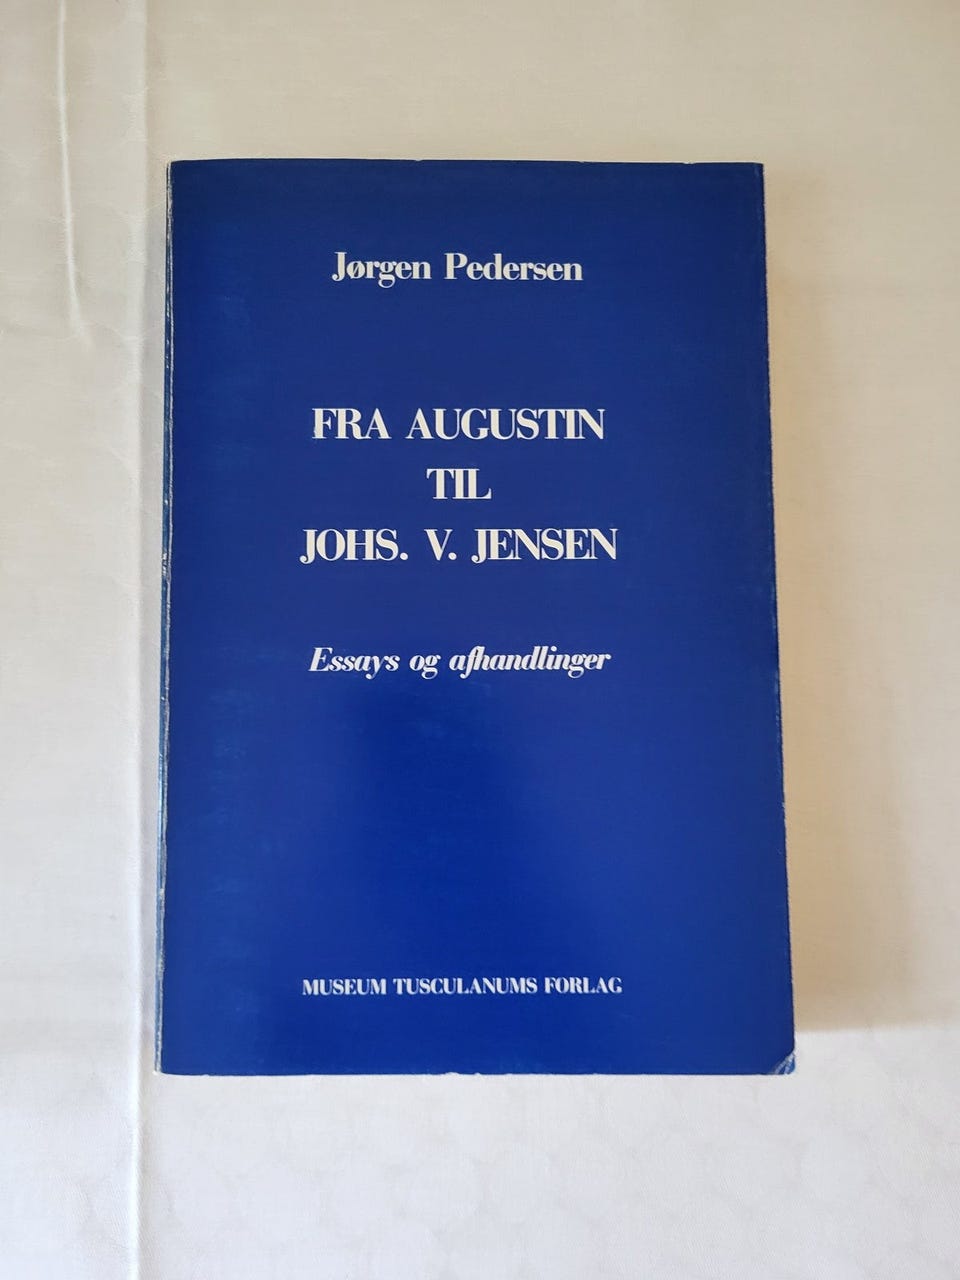 Jørgen Pedersen
FRA AUGUSTIN
TIL
JOHS. V. JENSEN
Essays og afhandlinger
MUSEUM TUSCULANUMS FORLAG